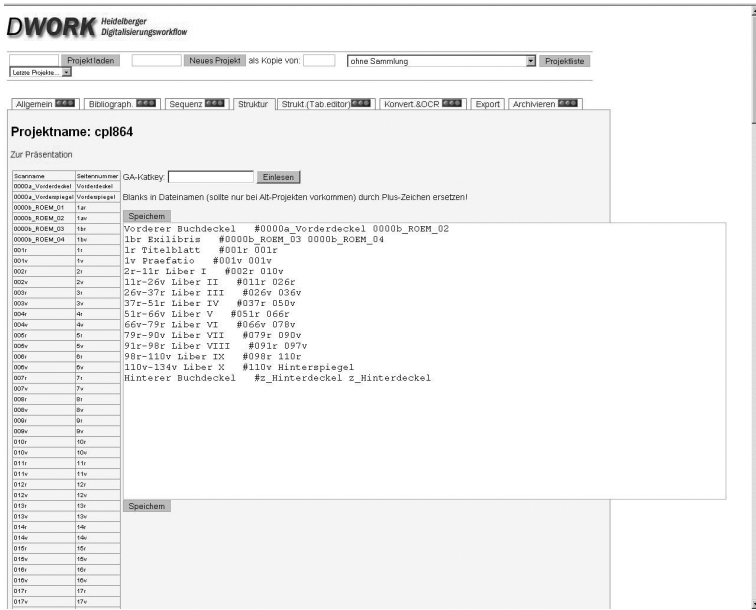 DWORK Heidelberger
Digitalisierungsworkflow
Projekt laden Neues Projekt als Kopie von: ohne Sammlung Projektliste
Letzte Projekte...
Allgemein Bibliograph. Sequenz Struktur Strukt.(Tab.editor) Konvert.&OCR Export Archivieren
Projektname: cpl864
Zur Präsentation
GA-Katkey: Einlesen
Blanks in Dateinamen (sollte nur bei Alt-Projekten vorkommen) durch Plus-Zeichen ersetzen!
Speichern
Vorderer Buchdeckel #0000a_Vorderdeckel 0000b_ROEM_02
1br Exilibris #0000b_ROEM_03 0000b_ROEM_04
1r Titelblatt #001r 001r
1v Praefatio #001v 001v
2r-11r Liber I #002r 010v
11r-26v Liber II #011r 026r
26v-37r Liber III #026v 036v
37r-51r Liber IV #037r 050v
51r-66v Liber V #051r 066r
66v-79r Liber VI #066v 078v
79r-90v Liber VII #079r 090v
91r-98r Liber VIII #091r 097v
98r-110v Liber IX #098r 110r
110v-134v Liber X #110v Hinterspiegel
Hinterer Buchdeckel #z_Hinterdeckel z_Hinterdeckel
Speichern
Scanname Seitennummer
0000a_Vorderdeckel Vorderdeckel
0000a_Vorderspiegel Vorderspiegel
0000b_ROEM_01 1ar
0000b_ROEM_02 1av
0000b_ROEM_03 1br
0000b_ROEM_04 1bv
001r 1r
001v 1v
002r 2r
002v 2v
003r 3r
003v 3v
004r 4r
004v 4v
005r 5r
005v 5v
006r 6r
006v 6v
007r 7r
007v 7v
008r 8r
008v 8v
009r 9r
009v 9v
010r 10r
010v 10v
011r 11r
011v 11v
012r 12r
012v 12v
013r 13r
013v 13v
014r 14r
014v 14v
015r 15r
015v 15v
016r 16r
016v 16v
017r 17r
017v 17v